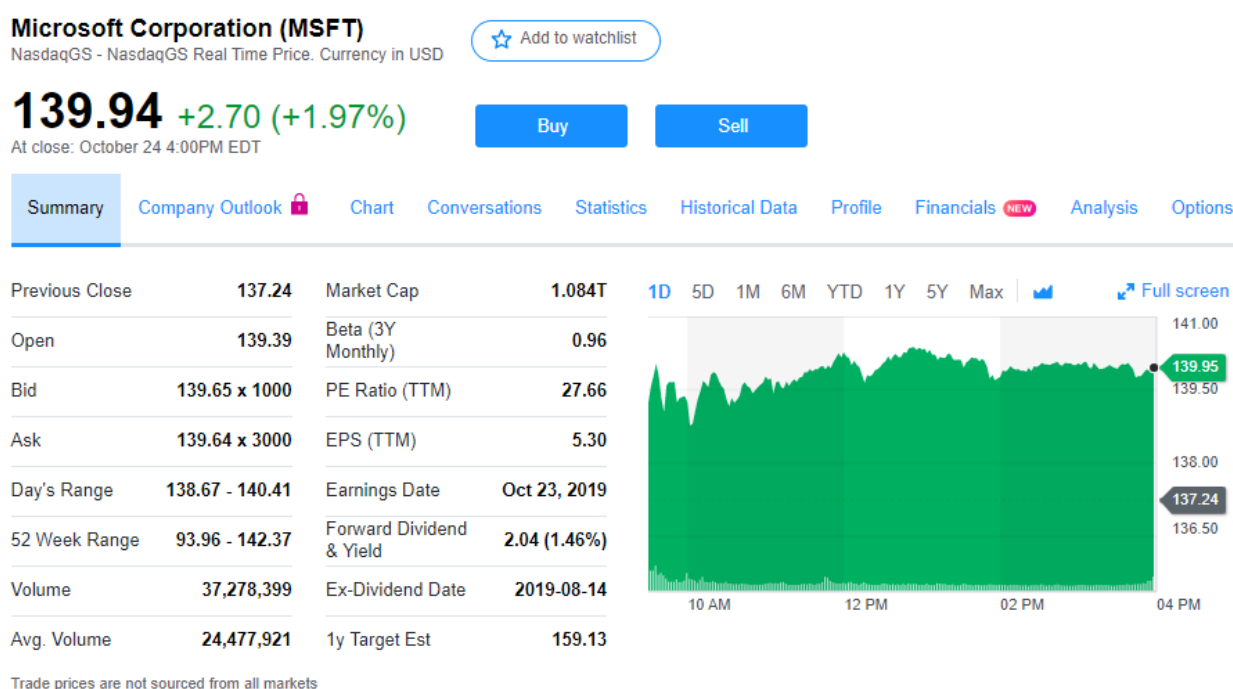 Microsoft Corporation (MSFT)
NasdaqGS - NasdaqGS Real Time Price. Currency in USD
Add to watchlist
139.94 +2.70 (+1.97%)
At close: October 24 4:00PM EDT
Buy
Sell
Summary
Company Outlook
Chart
Conversations
Statistics
Historical Data
Profile
Financials NEW
Analysis
Options
Previous Close 137.24
Open 139.39
Bid 139.65 x 1000
Ask 139.64 x 3000
Day's Range 138.67 - 140.41
52 Week Range 93.96 - 142.37
Volume 37,278,399
Avg. Volume 24,477,921
Market Cap 1.084T
Beta (3Y
Monthly) 0.96
PE Ratio (TTM) 27.66
EPS (TTM) 5.30
Earnings Date Oct 23, 2019
Forward Dividend
& Yield 2.04 (1.46%)
Ex-Dividend Date 2019-08-14
1y Target Est 159.13
1D 5D 1M 6M YTD 1Y 5Y Max
Full screen
141.00
139.95
139.50
138.00
137.24
136.50
10 AM 12 PM 02 PM 04 PM
Trade prices are not sourced from all markets